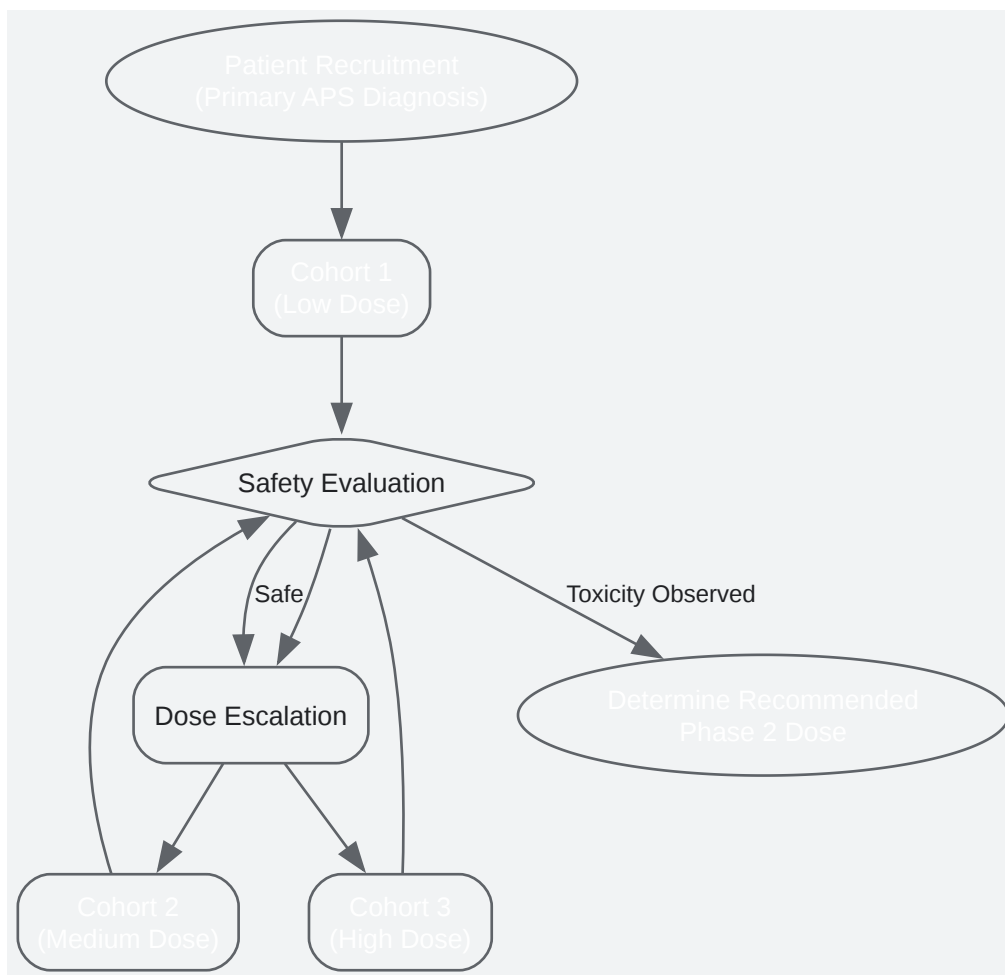 Patient Recruitment
(Primary APS Diagnosis)
Cohort 1
(Low Dose)
Safety Evaluation
Safe
Toxicity Observed
Dose Escalation
Determine Recommended
Phase 2 Dose
Cohort 2
(Medium Dose)
Cohort 3
(High Dose)